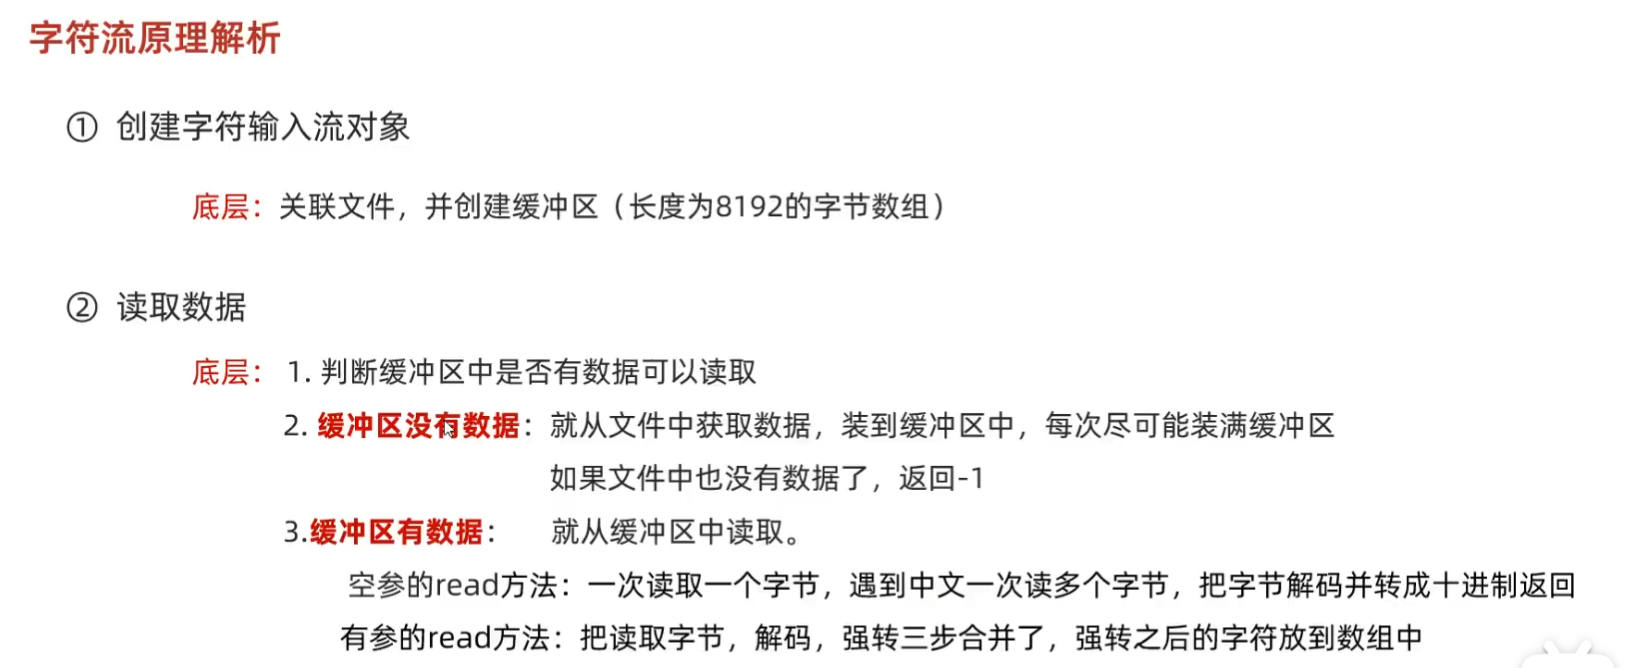 字符流原理解析
① 创建字符输入流对象
底层：关联文件，并创建缓冲区（长度为8192的字节数组）
② 读取数据
底层： 1. 判断缓冲区中是否有数据可以读取
2. 缓冲区没有数据：就从文件中获取数据，装到缓冲区中，每次尽可能装满缓冲区
如果文件中也没有数据了，返回-1
3.缓冲区有数据： 就从缓冲区中读取。
空参的read方法：一次读取一个字节，遇到中文一次读多个字节，把字节解码并转成十进制返回
有参的read方法：把读取字节，解码，强转三步合并了，强转之后的字符放到数组中